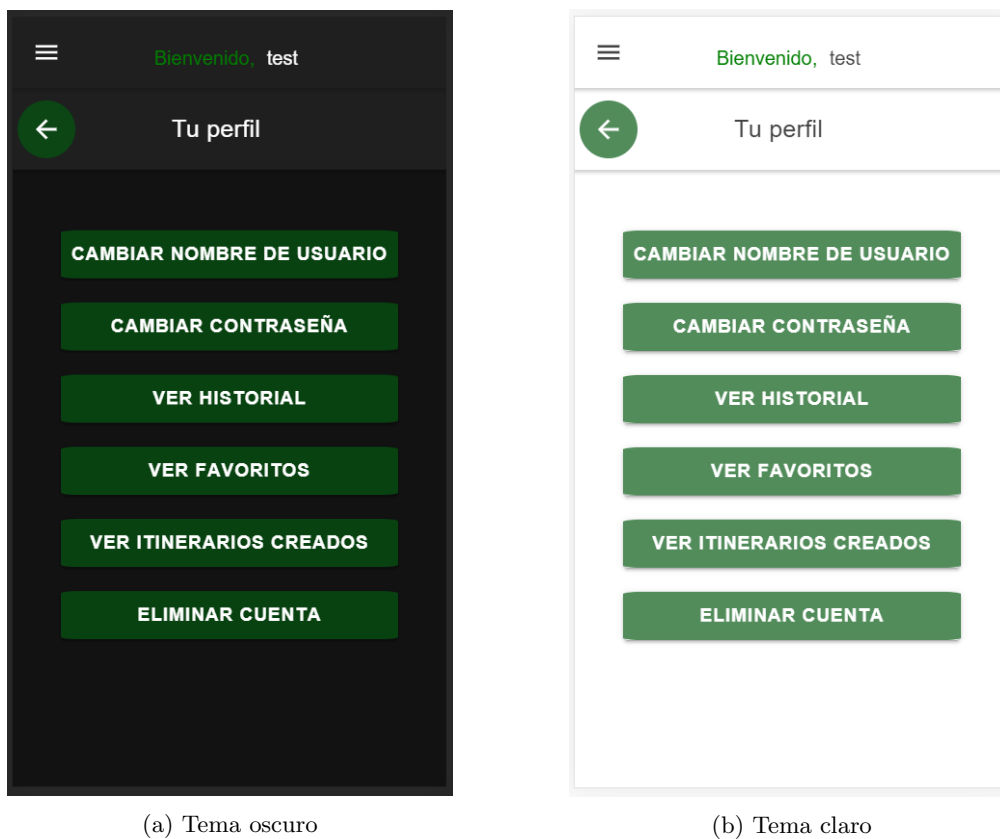 Bienvenido, test
Tu perfil
CAMBIAR NOMBRE DE USUARIO
CAMBIAR CONTRASEÑA
VER HISTORIAL
VER FAVORITOS
VER ITINERARIOS CREADOS
ELIMINAR CUENTA
(a) Tema oscuro
Bienvenido, test
Tu perfil
CAMBIAR NOMBRE DE USUARIO
CAMBIAR CONTRASEÑA
VER HISTORIAL
VER FAVORITOS
VER ITINERARIOS CREADOS
ELIMINAR CUENTA
(b) Tema claro